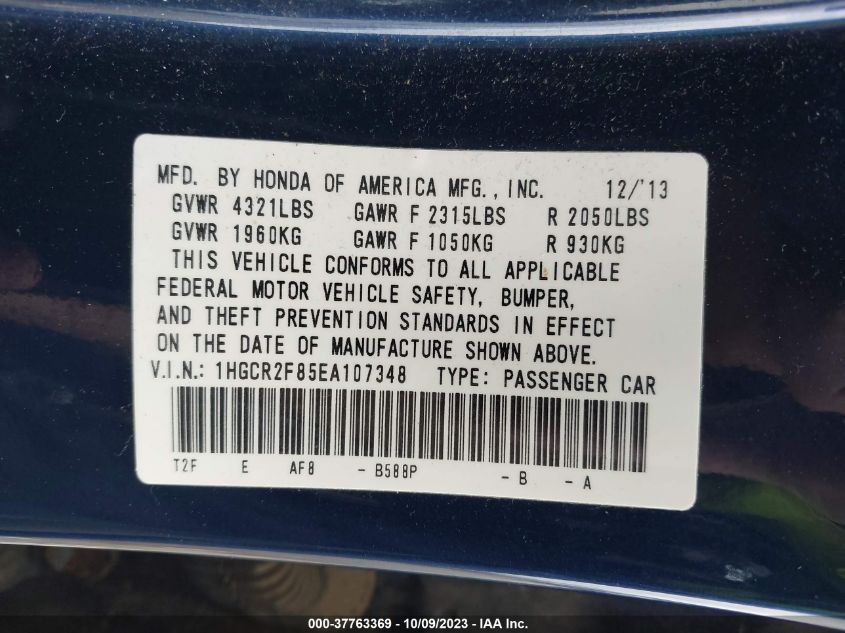 MFD. BY HONDA OF AMERICA MFG., INC. 12/'13
GVWR 4321LBS GAWR F 2315LBS R 2050LBS
GVWR 1960KG GAWR F 1050KG R 930KG
THIS VEHICLE CONFORMS TO ALL APPLICABLE
FEDERAL MOTOR VEHICLE SAFETY, BUMPER,
AND THEFT PREVENTION STANDARDS IN EFFECT
ON THE DATE OF MANUFACTURE SHOWN ABOVE.
V.I.N.: 1HGCR2F85EA107348 TYPE: PASSENGER CAR
T2F E AF8 - B588P - B - A
000-37763369 | 10/09/2023 - IAA Inc.